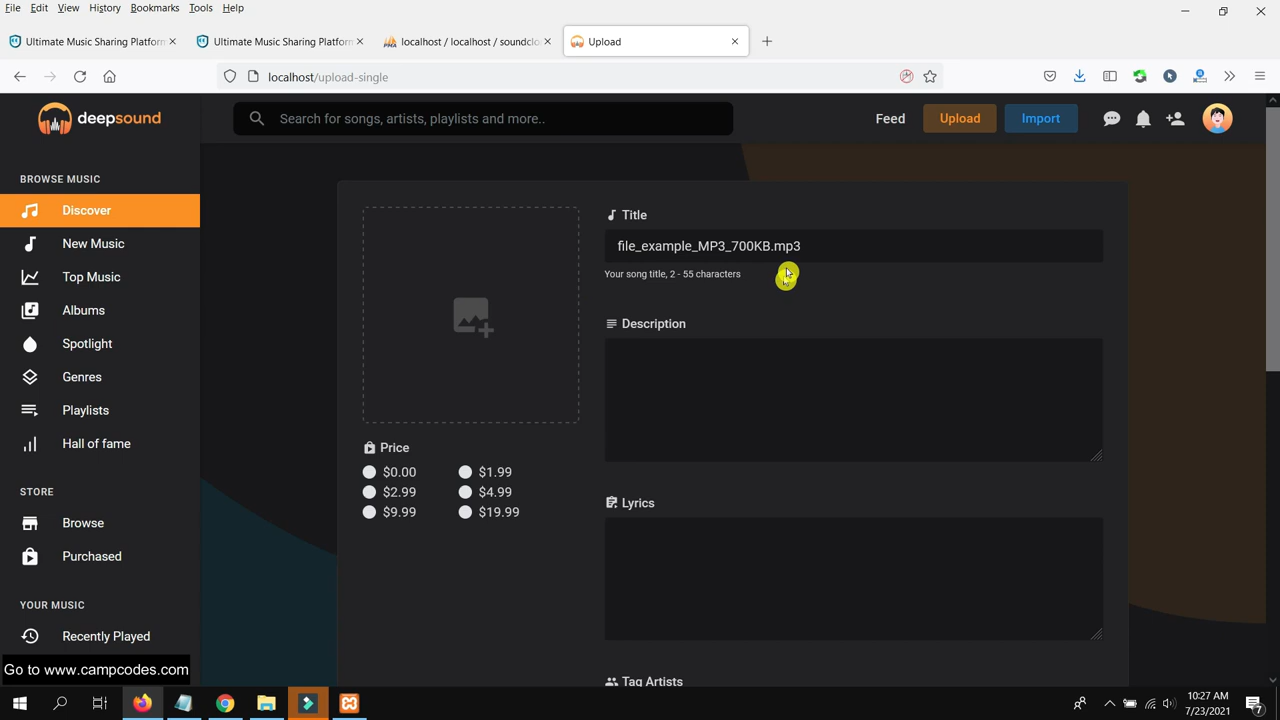 File Edit View History Bookmarks Tools Help
Ultimate Music Sharing Platform
Ultimate Music Sharing Platform
localhost / localhost / soundclo
Upload
localhost/upload-single
deepsound
Search for songs, artists, playlists and more..
Feed
Upload
Import
BROWSE MUSIC
Discover
New Music
Top Music
Albums
Spotlight
Genres
Playlists
Hall of fame
STORE
Browse
Purchased
YOUR MUSIC
Recently Played
Go to www.campcodes.com
Title
file_example_MP3_700KB.mp3
Your song title, 2 - 55 characters
Description
Price
$0.00 $1.99
$2.99 $4.99
$9.99 $19.99
Lyrics
Tag Artists
10:27 AM
7/23/2021
7